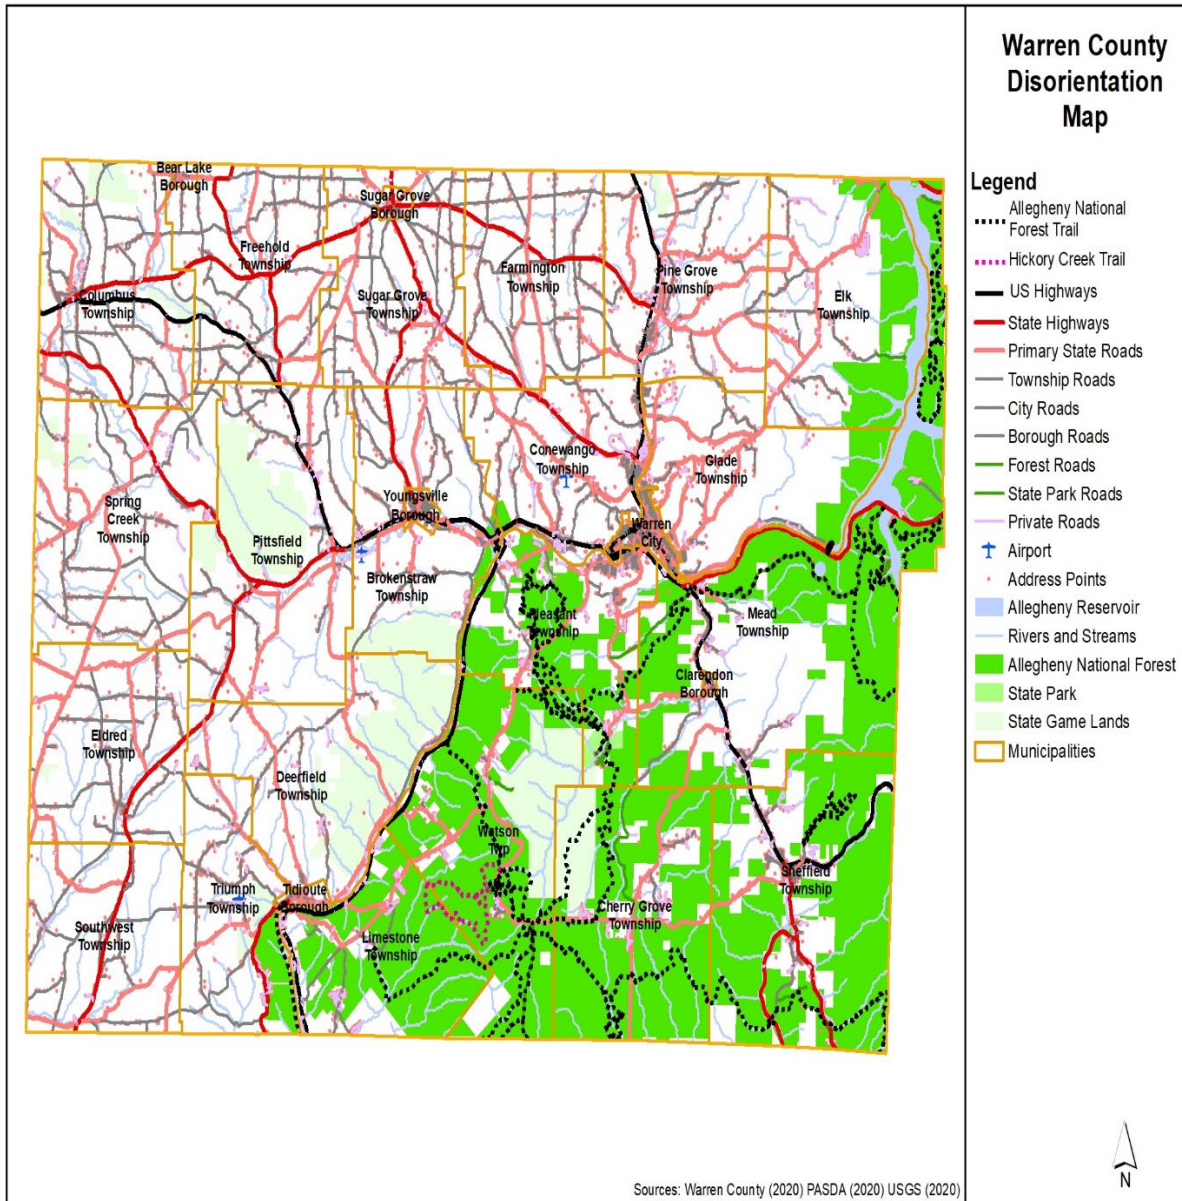 Warren County
Disorientation
Map
Legend
Allegheny National
Forest Trail
Hickory Creek Trail
US Highways
State Highways
Primary State Roads
Township Roads
City Roads
Borough Roads
Forest Roads
State Park Roads
Private Roads
Airport
Address Points
Allegheny Reservoir
Rivers and Streams
Allegheny National Forest
State Park
State Game Lands
Municipalities
N
Bear Lake
Borough
Sugar Grove
Borough
Freehold
Township
Farmington
Township
Pine Grove
Township
Columbus
Township
Sugar Grove
Township
Elk
Township
Conewango
Township
Glade
Township
Spring
Creek
Township
Youngsville
Borough
Warren
City
Pittsfield
Township
Brokenstraw
Township
Pleasant
Township
Mead
Township
Clarendon
Borough
Eldred
Township
Deerfield
Township
Watson
Twp
Sheffield
Township
Triumph
Township
Tidioute
Borough
Cherry Grove
Township
Southwest
Township
Limestone
Township
Sources: Warren County (2020) PASDA (2020) USGS (2020)